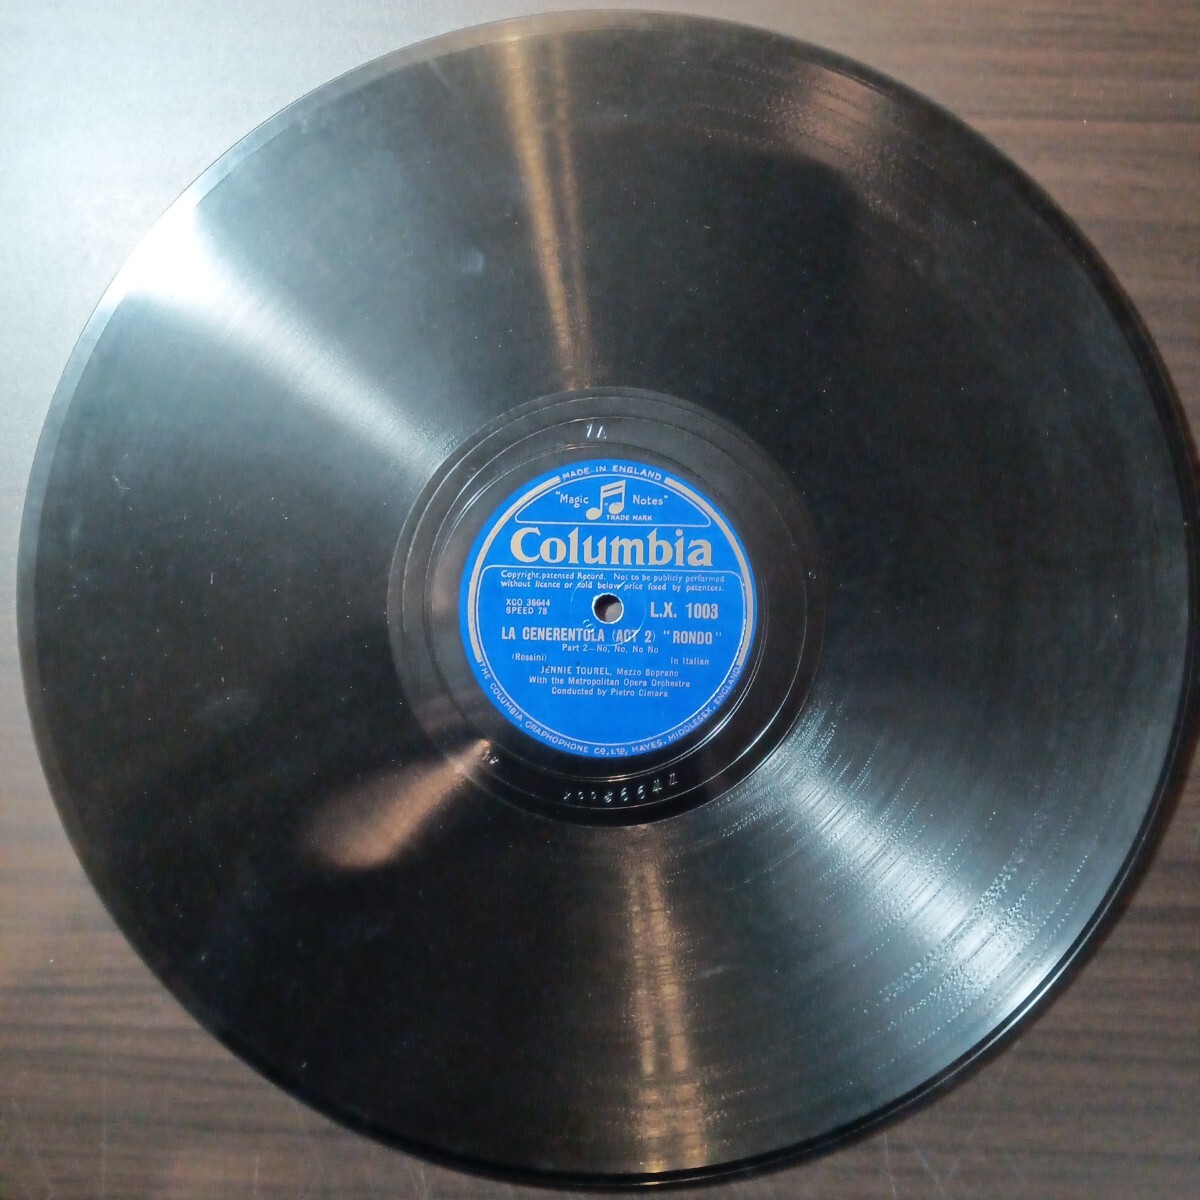 1A
MADE IN ENGLAND
"Magic Notes"
TRADE MARK
Columbia
Copyright, patented Record. Not to be publicly performed
without licence or sold below price fixed by patentees.
XCO 36644
SPEED 78
L.X. 1003
LA CENERENTOLA (ACT 2) "RONDO"
Part 2—No, No, No No
(Rossini) In Italian
JENNIE TOUREL, Mezzo Soprano
With the Metropolitan Opera Orchestra
Conducted by Pietro Cimara
THE COLUMBIA GRAPHOPHONE CO., LTD., HAYES, MIDDLESEX, ENGLAND
XCO36644